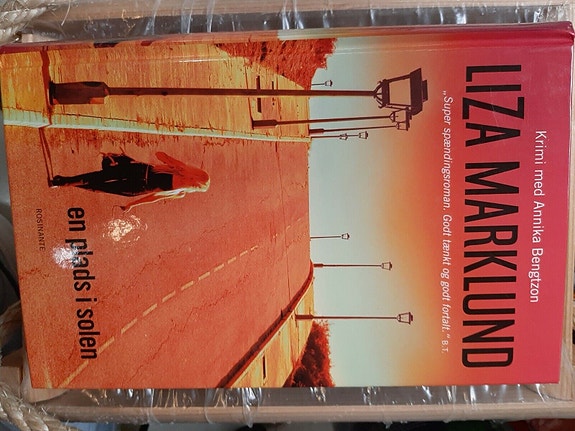 Krimi med Annika Bengtzon
LIZA MARKLUND
„Super spændingsroman. Godt tænkt og godt fortalt.“ B.T.
en plads i solen
ROSINANTE